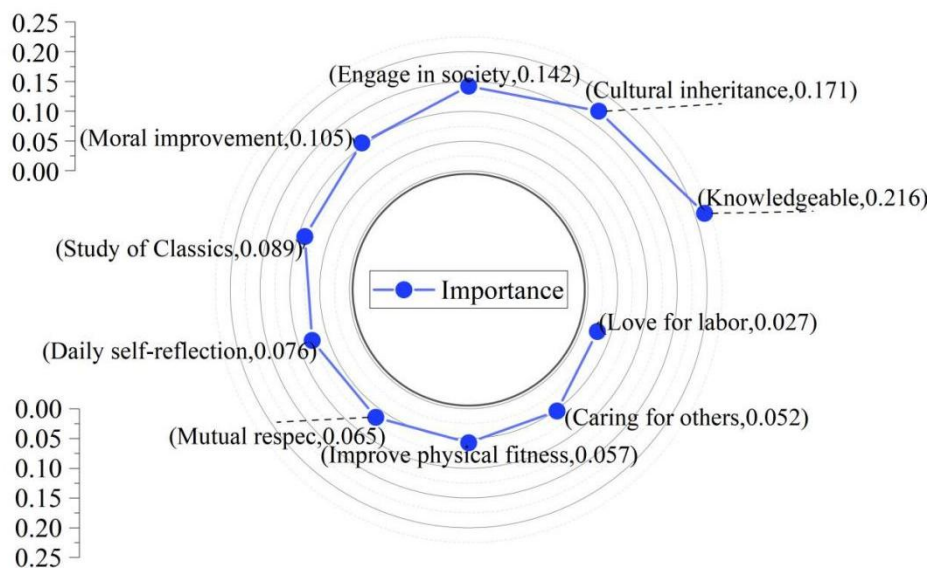 0.25
0.20
0.15
0.10
0.05
0.00
(Engage in society,0.142)
(Cultural inheritance,0.171)
(Moral improvement,0.105)
(Knowledgeable,0.216)
(Study of Classics,0.089)
Importance
(Love for labor,0.027)
(Daily self-reflection,0.076)
(Caring for others,0.052)
(Mutual respec,0.065)
(Improve physical fitness,0.057)
0.00
0.05
0.10
0.15
0.20
0.25